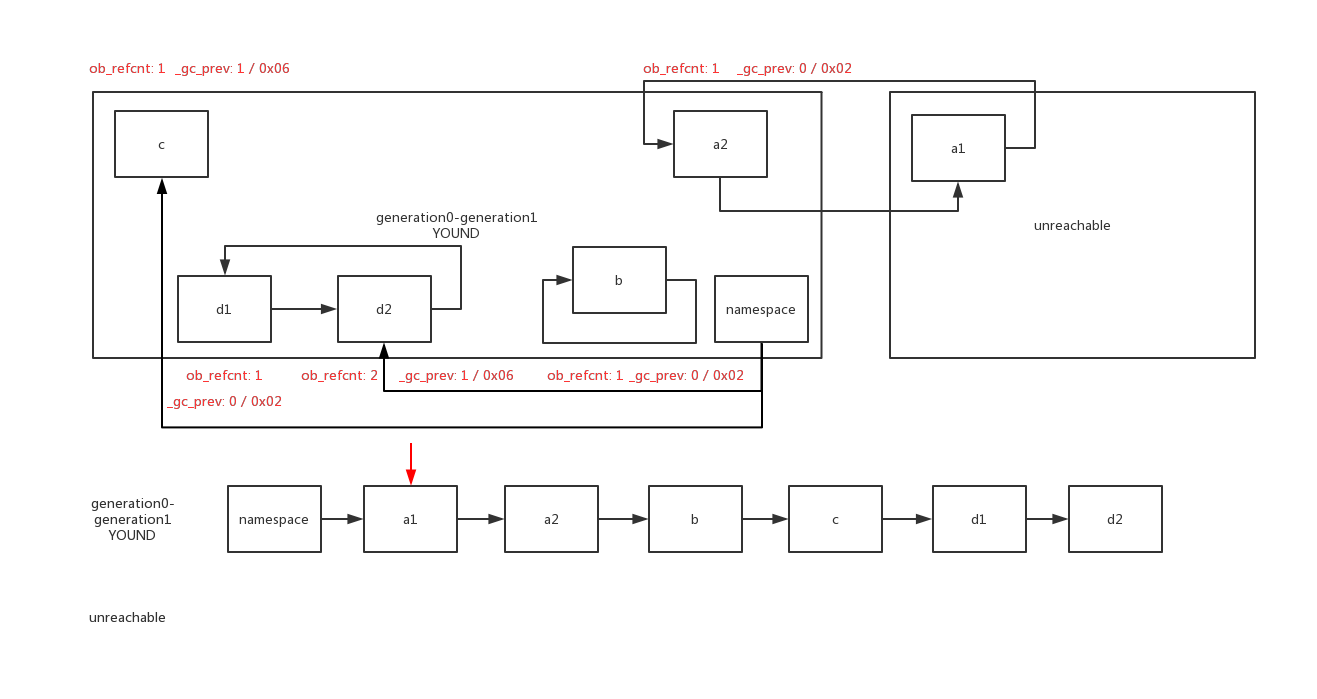 ob_refcnt: 1 _gc_prev: 1 / 0x06
ob_refcnt: 1 _gc_prev: 0 / 0x02
c
a2
a1
generation0-generation1
YOUND
unreachable
d1
d2
b
namespace
ob_refcnt: 1
ob_refcnt: 2
_gc_prev: 1 / 0x06
ob_refcnt: 1 _gc_prev: 0 / 0x02
_gc_prev: 0 / 0x02
generation0-
generation1
YOUND
namespace
a1
a2
b
c
d1
d2
unreachable